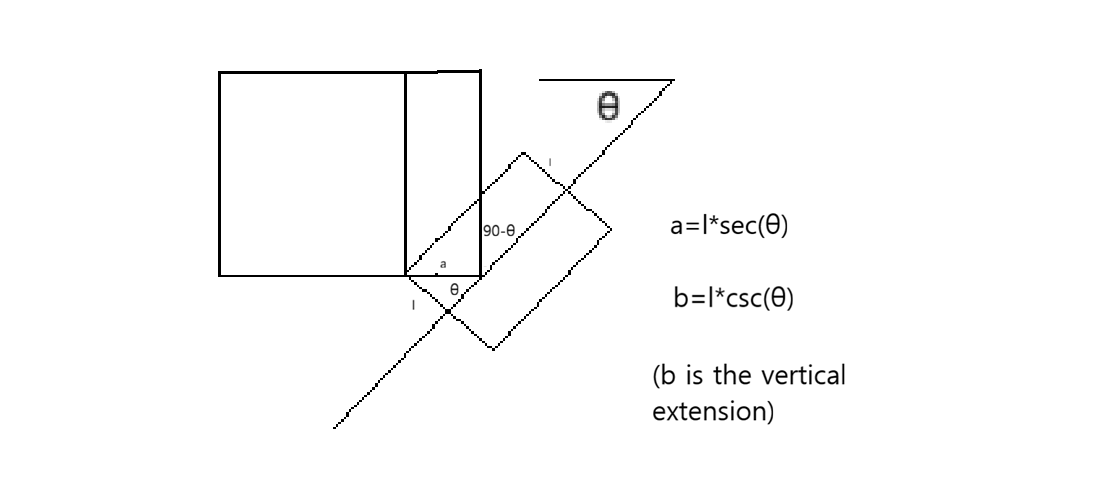 θ
l
90-θ
a=l*sec(θ)
a
θ
l
b=l*csc(θ)
(b is the vertical
extension)